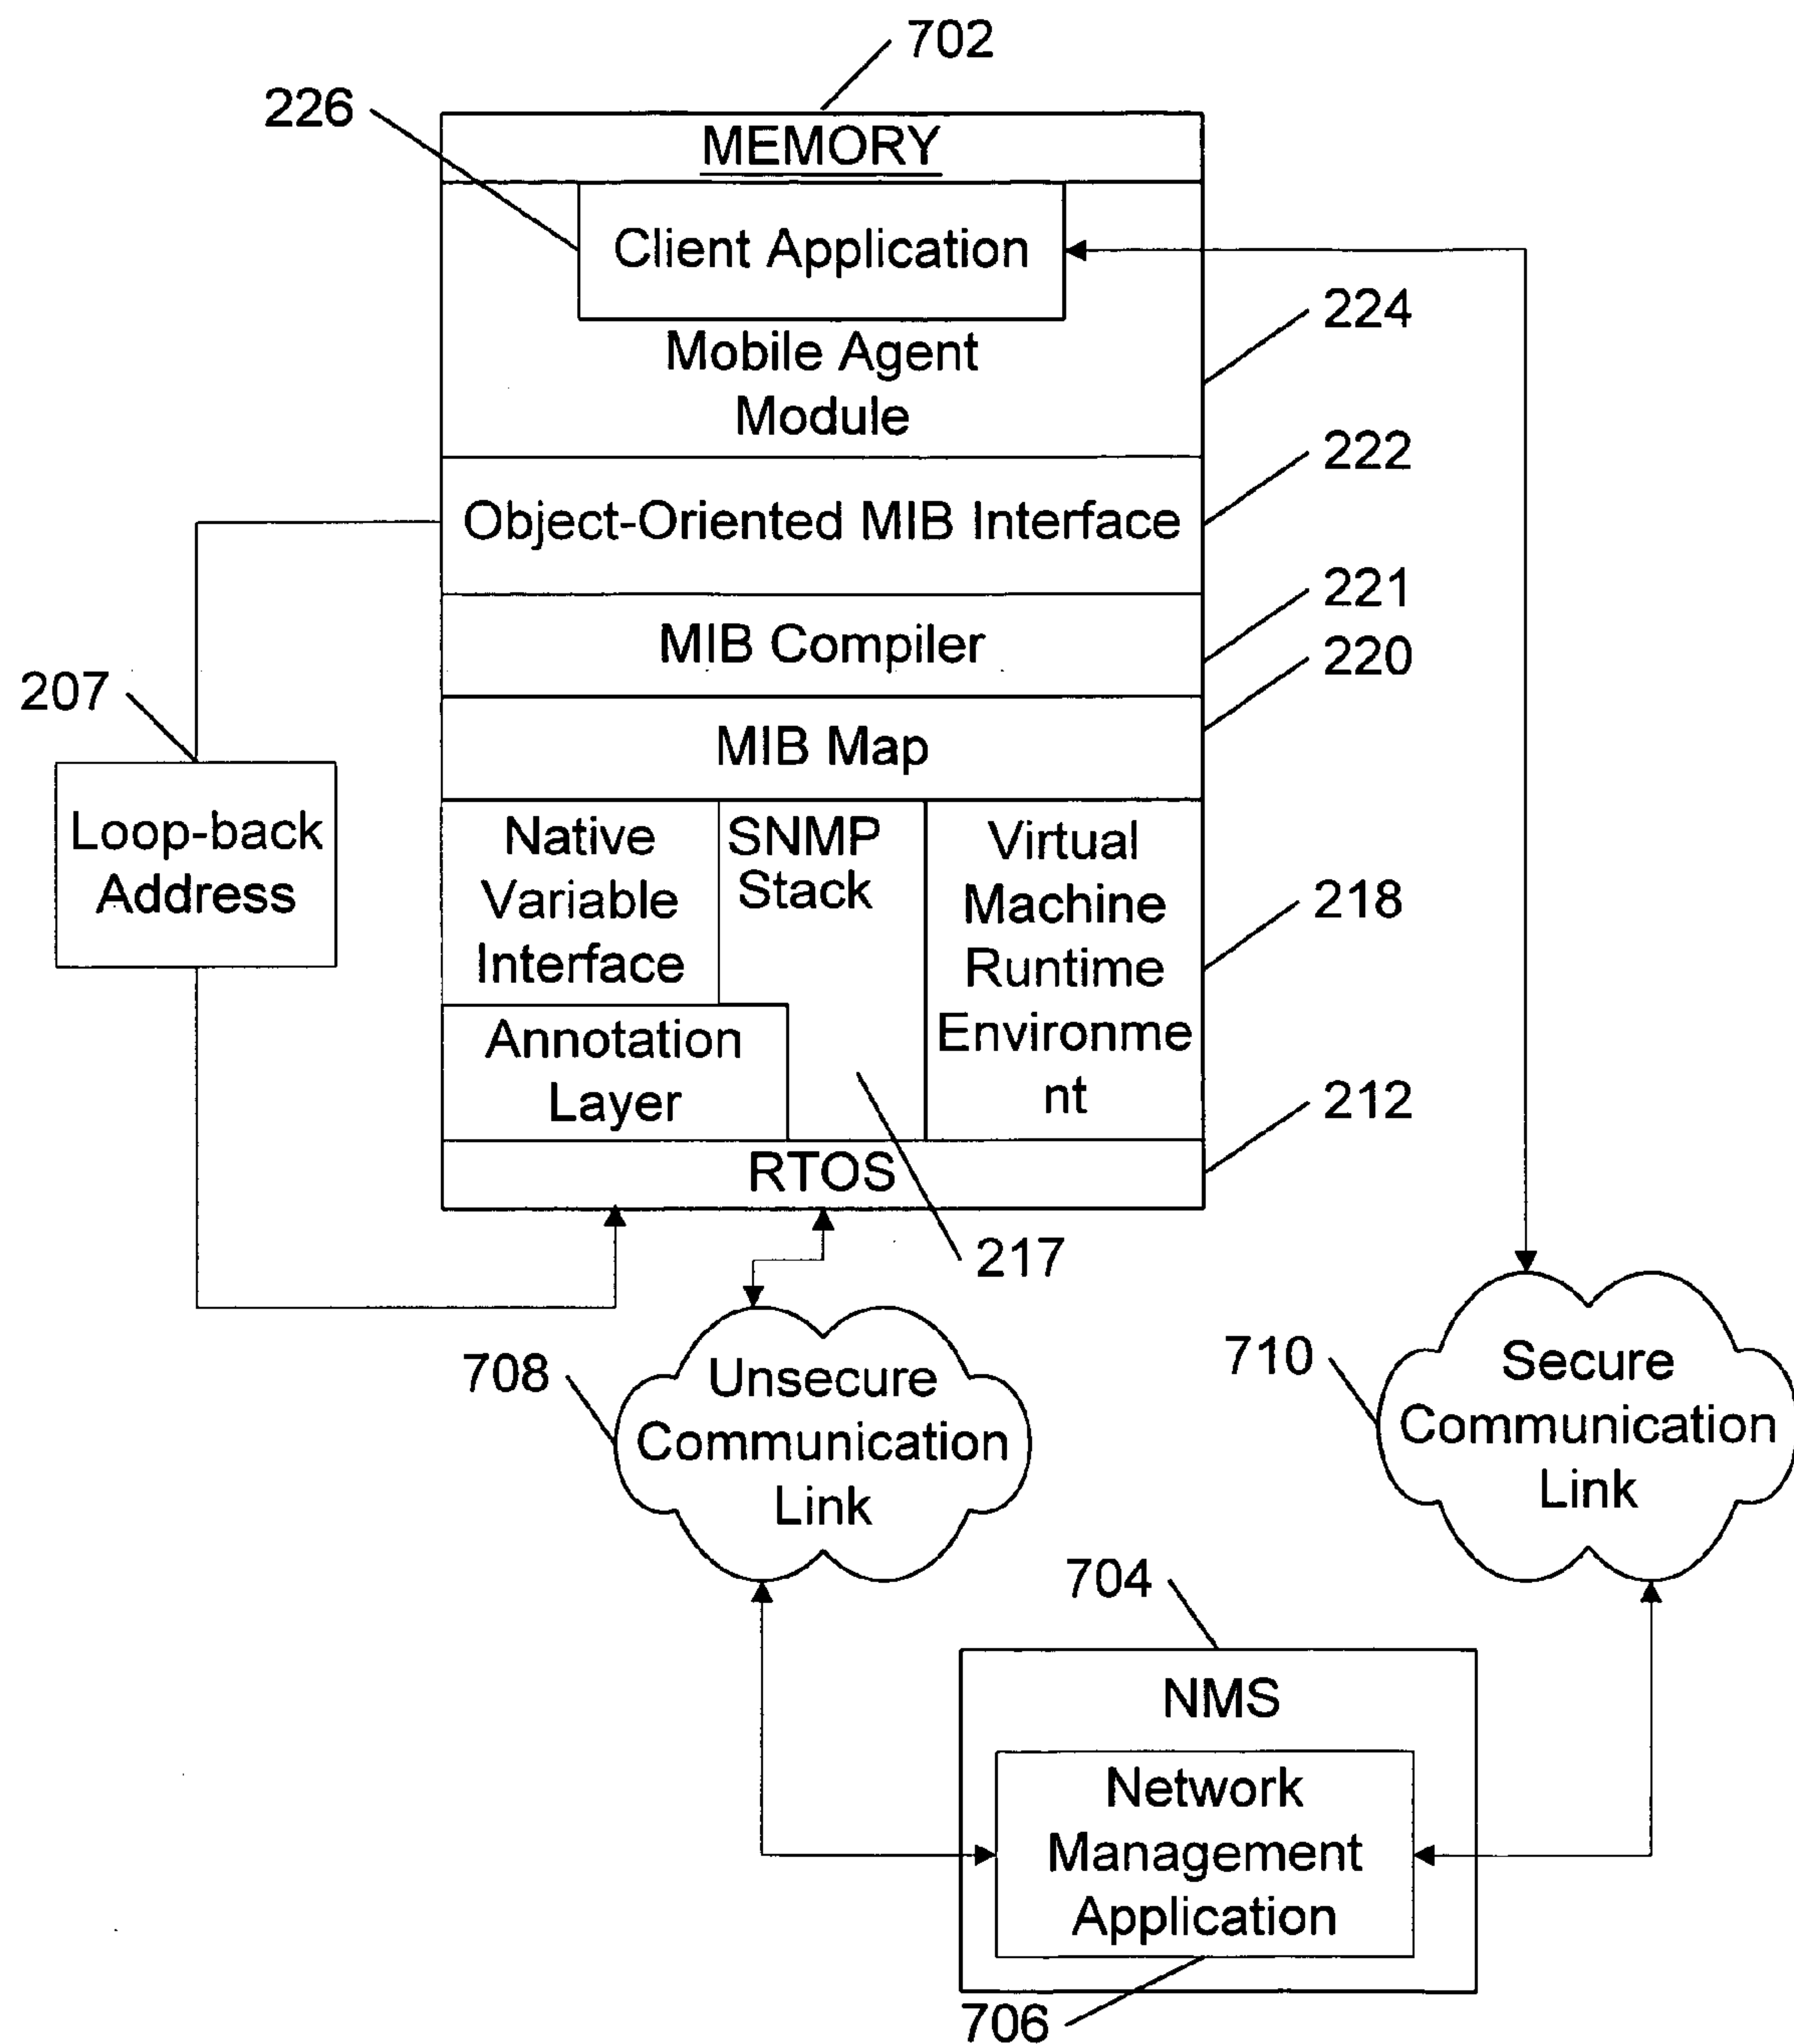 702
226
MEMORY
Client Application
224
Mobile Agent
Module
222
Object-Oriented MIB Interface
221
MIB Compiler
220
207
MIB Map
Loop-back
Address
Native
Variable
Interface
SNMP
Stack
Virtual
Machine
Runtime
Environme
nt
218
Annotation
Layer
212
RTOS
217
708
Unsecure
Communication
Link
710
Secure
Communication
Link
704
NMS
Network
Management
Application
706